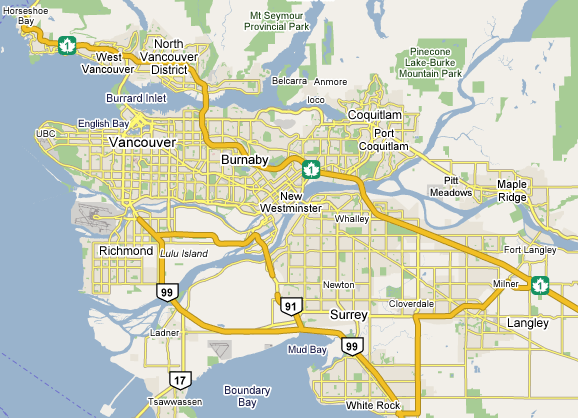 Horseshoe
Bay
Mt Seymour
Provincial Park
1
West
Vancouver
North
Vancouver
District
Pinecone
Lake-Burke
Mountain Park
Belcarra
Anmore
Ioco
Burrard Inlet
Coquitlam
English Bay
UBC
Vancouver
Port
Coquitlam
Burnaby
1
Pitt
Meadows
Maple
Ridge
New
Westminster
Whalley
Richmond
Lulu Island
Fort Langley
99
91
Newton
Milner
1
Cloverdale
Surrey
Langley
Ladner
Mud Bay
99
17
Boundary
Bay
Tsawwassen
White Rock